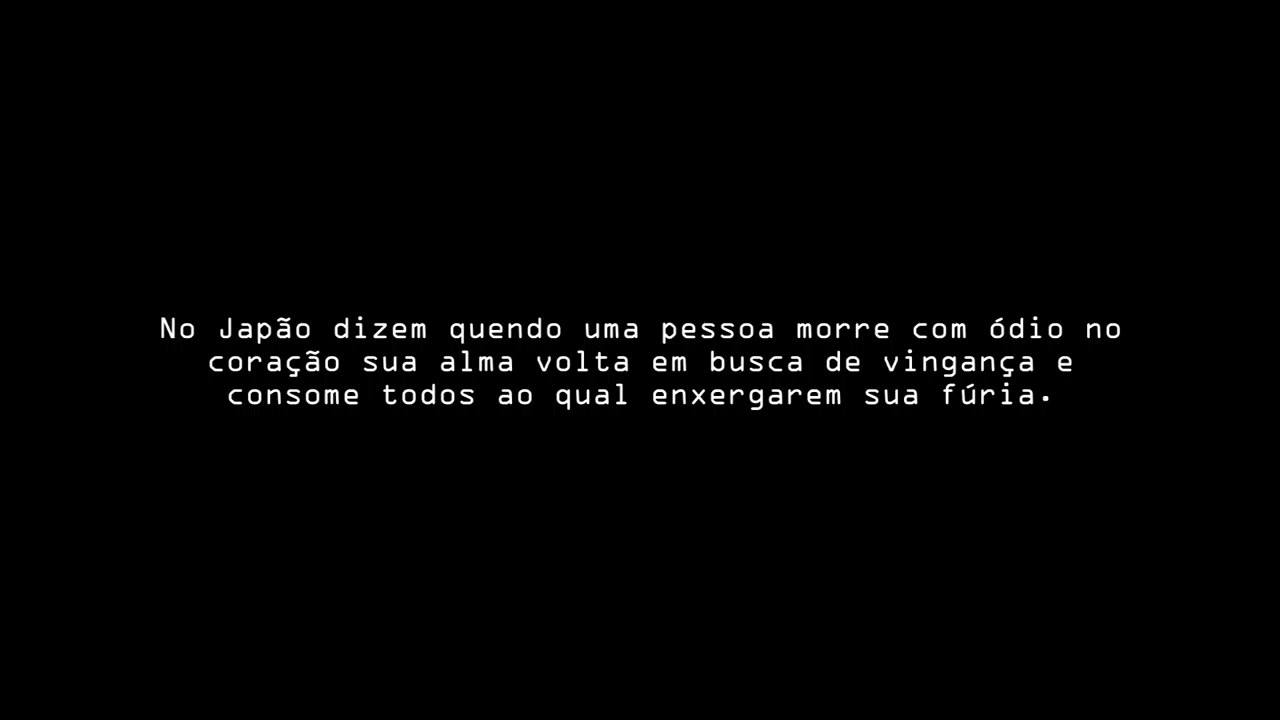 No Japão dizem quendo uma pessoa morre com ódio no
coração sua alma volta em busca de vingança e
consome todos ao qual enxergarem sua fúria.